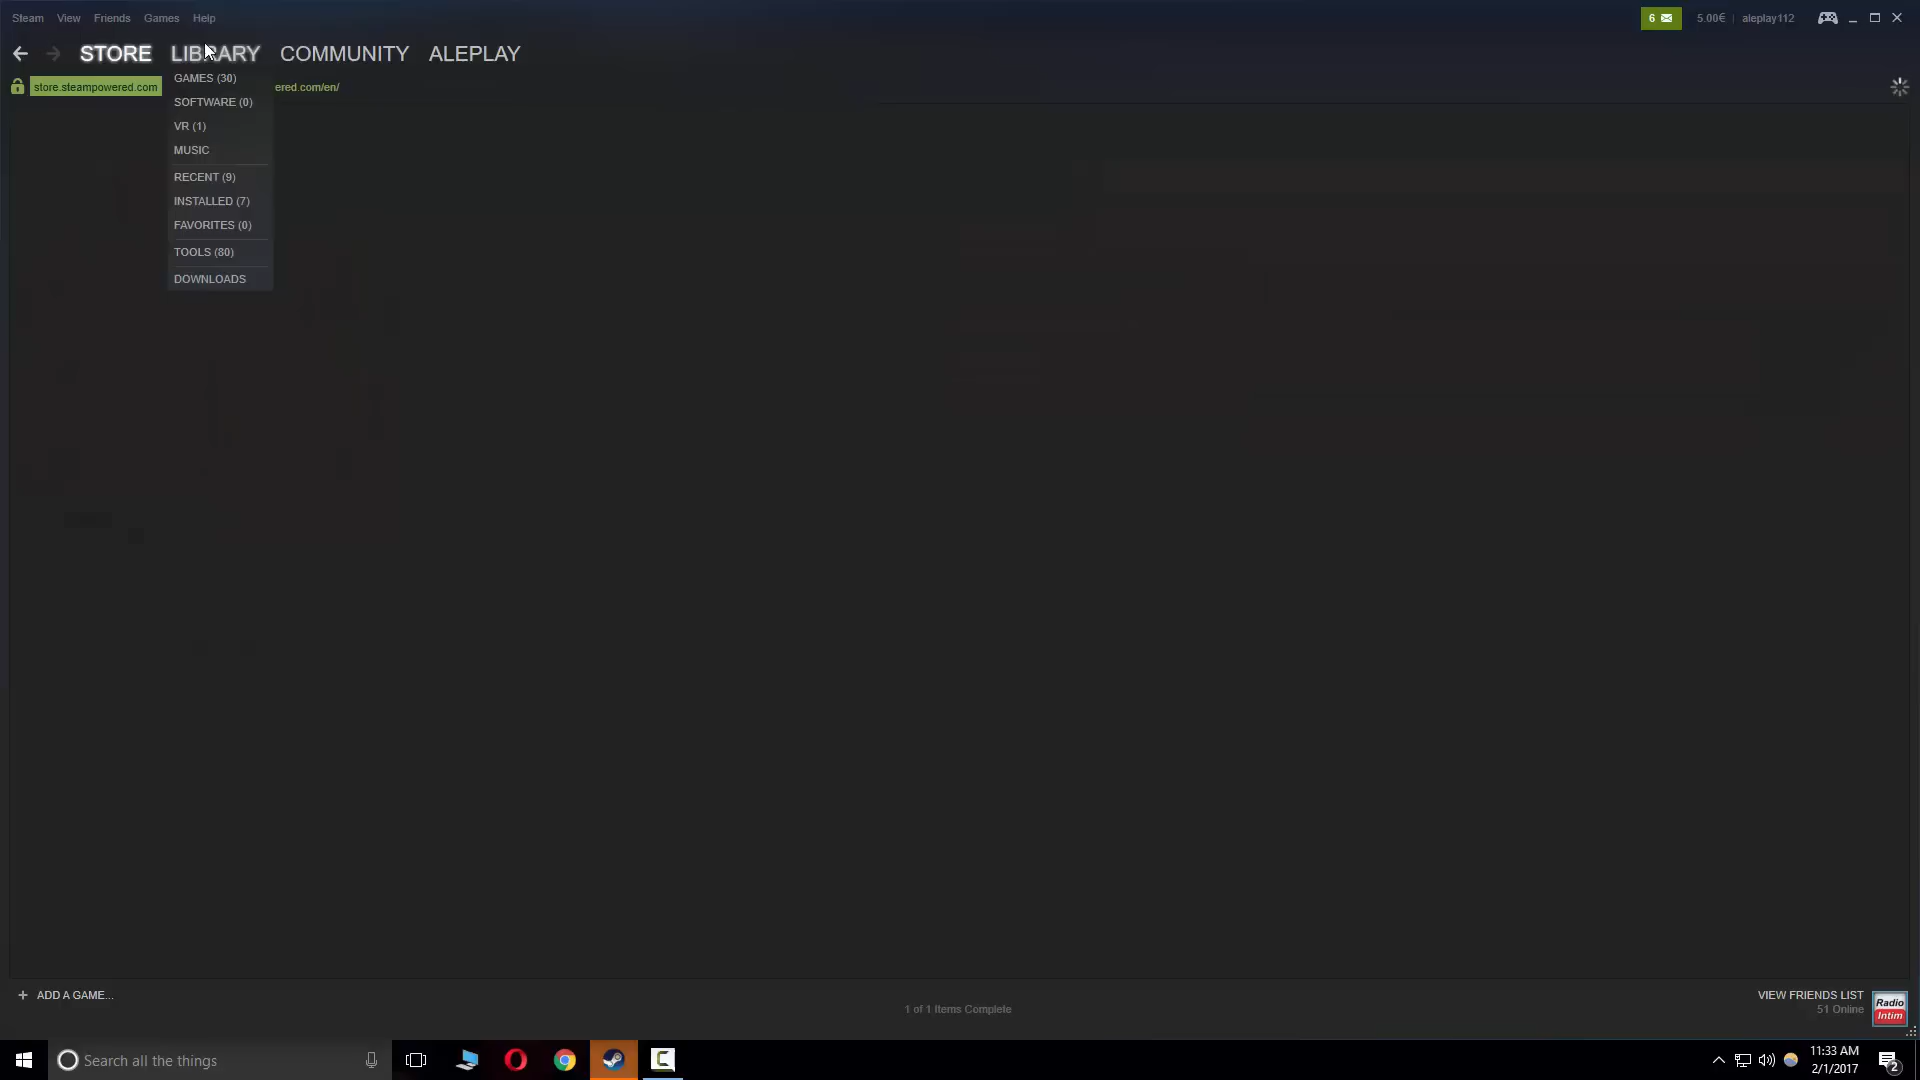 Steam View Friends Games Help
6 5.00€ aleplay112
STORE LIBRARY COMMUNITY ALEPLAY
store.steampowered.com ered.com/en/
GAMES (30)
SOFTWARE (0)
VR (1)
MUSIC
RECENT (9)
INSTALLED (7)
FAVORITES (0)
TOOLS (80)
DOWNLOADS
+ ADD A GAME...
1 of 1 Items Complete
VIEW FRIENDS LIST
51 Online
Radio
Intim
Search all the things
11:33 AM
2/1/2017
2